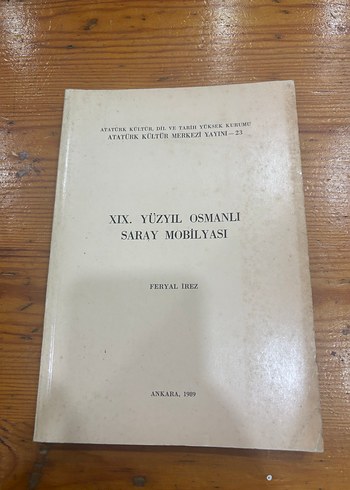 ATATÜRK KÜLTÜR, DİL VE TARİH YÜKSEK KURUMU
ATATÜRK KÜLTÜR MERKEZİ YAYINI – 23
XIX. YÜZYIL OSMANLI
SARAY MOBİLYASI
FERYAL İREZ
ANKARA, 1989